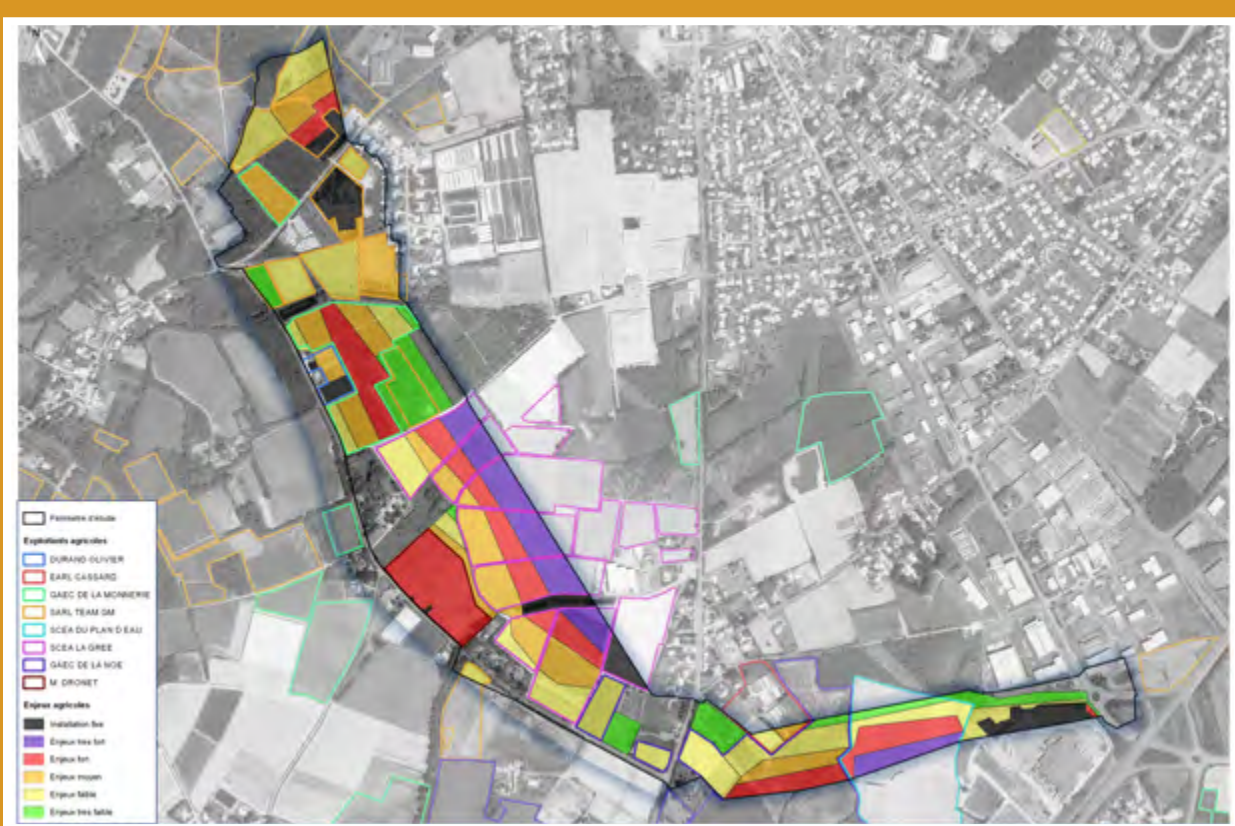 N
Périmètre d'étude
Exploitants agricoles
DURAND OLIVIER
EARL CASSARD
GAEC DE LA MONNERIE
SARL TEAM GM
SCEA DU PLAN D'EAU
SCEA LA GREE
GAEC DE LA NOE
M. DRONET
Enjeux agricoles
Installation fixe
Enjeux très fort
Enjeux fort
Enjeux moyen
Enjeux faible
Enjeux très faible